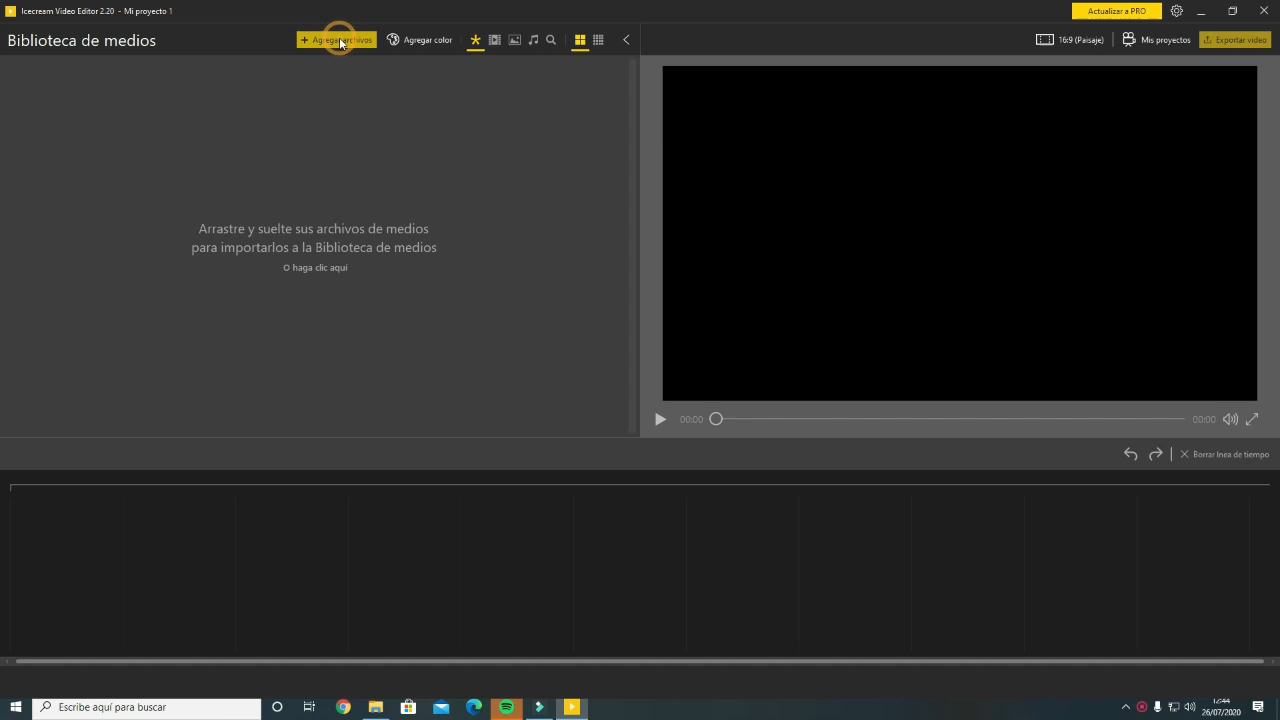 Icecream Video Editor 2.20 - Mi proyecto 1
Actualizar a PRO
Biblioteca de medios
+ Agregar archivos
Agregar color
16:9 (Paisaje)
Mis proyectos
Exportar video
Arrastre y suelte sus archivos de medios
para importarlos a la Biblioteca de medios
O haga clic aquí
00:00
00:00
Borrar línea de tiempo
Escribe aquí para buscar
12:44
26/07/2020